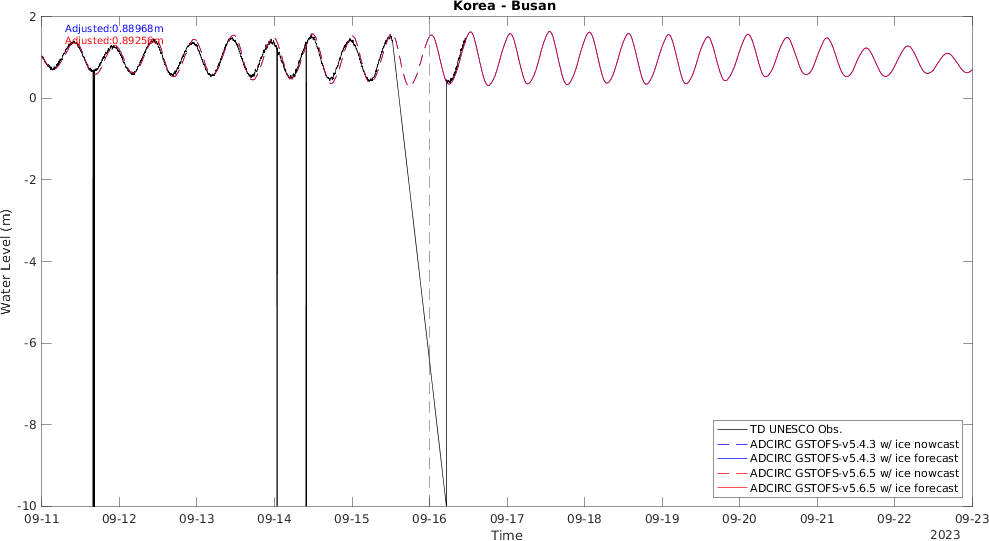 Korea - Busan
Adjusted:0.88968m
Adjusted:0.89256m
2
0
-2
-4
-6
-8
-10
Water Level (m)
TD UNESCO Obs.
ADCIRC GSTOFS-v5.4.3 w/ ice nowcast
ADCIRC GSTOFS-v5.4.3 w/ ice forecast
ADCIRC GSTOFS-v5.6.5 w/ ice nowcast
ADCIRC GSTOFS-v5.6.5 w/ ice forecast
09-11 09-12 09-13 09-14 09-15 09-16 09-17 09-18 09-19 09-20 09-21 09-22 09-23
Time
2023